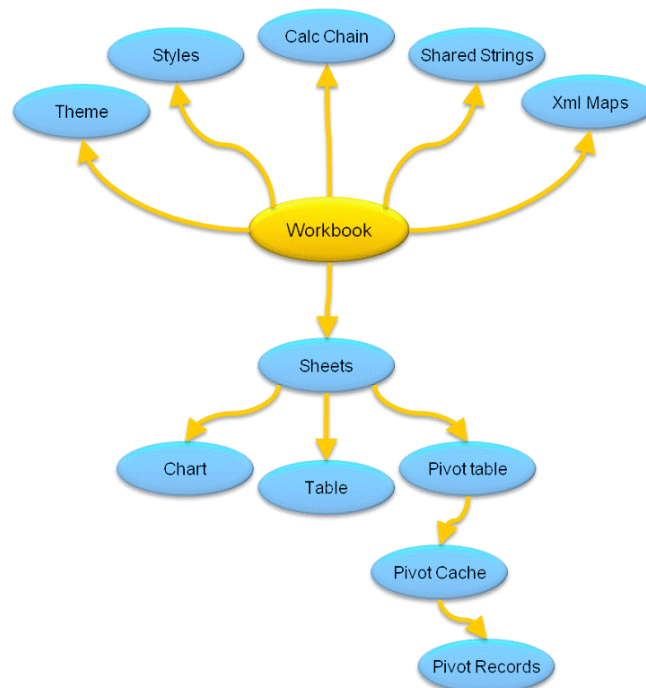 Calc Chain
Styles
Shared Strings
Theme
Xml Maps
Workbook
Sheets
Chart
Table
Pivot table
Pivot Cache
Pivot Records